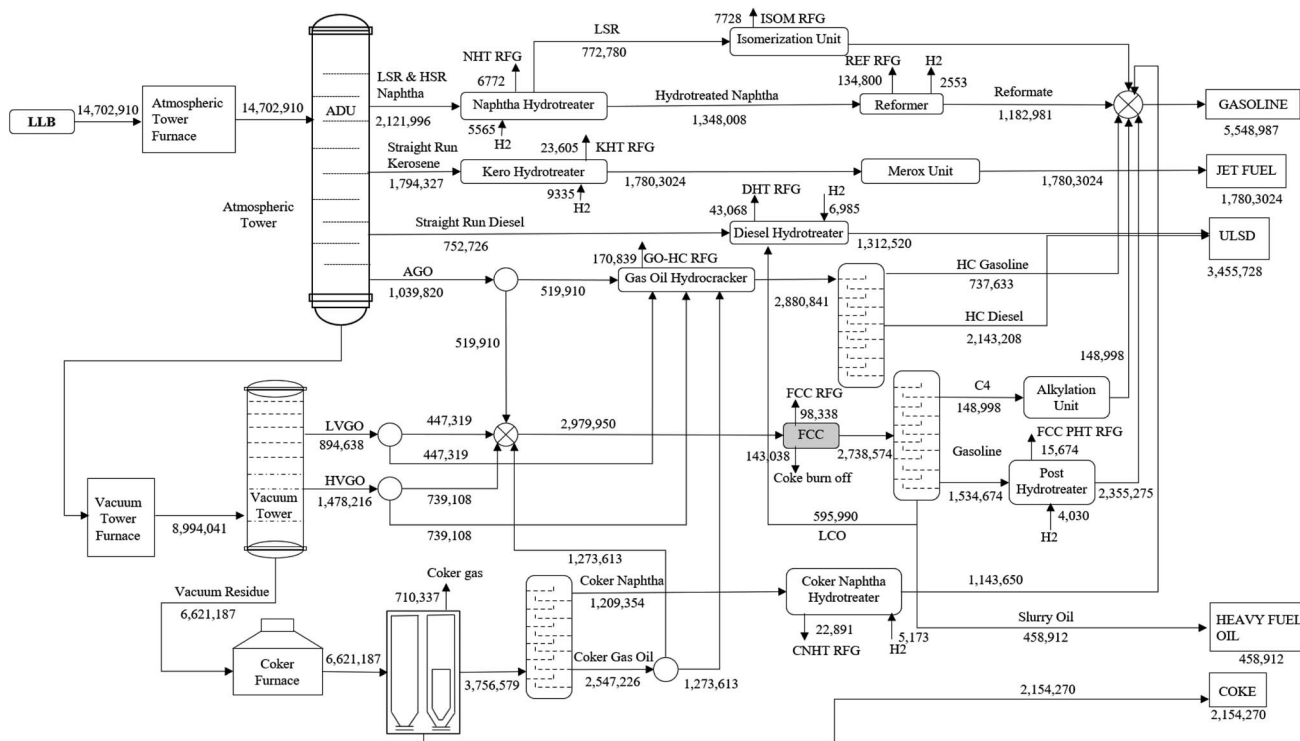 7728
ISOM RFG
LSR
772,780
Isomerization Unit
NHT RFG
6772
REF RFG
134,800
H2
2553
LSR & HSR
Naphtha
2,121,996
Naphtha Hydrotreater
Hydrotreated Naphtha
1,348,008
Reformer
Reformate
1,182,981
GASOLINE
5,548,987
LLB
14,702,910
Atmospheric
Tower
Furnace
14,702,910
ADU
5565
H2
23,605
KHT RFG
Straight Run
Kerosene
1,794,327
Kero Hydrotreater
9335
H2
1,780,3024
Merox Unit
1,780,3024
JET FUEL
1,780,3024
Atmospheric
Tower
DHT RFG
43,068
H2
6,985
Straight Run Diesel
752,726
Diesel Hydrotreater
1,312,520
ULSD
3,455,728
170,839
GO-HC RFG
AGO
1,039,820
519,910
Gas Oil Hydrocracker
2,880,841
HC Gasoline
737,633
HC Diesel
2,143,208
519,910
148,998
LVGO
894,638
447,319
447,319
2,979,950
FCC RFG
98,338
FCC
143,038
Coke burn off
2,738,574
C4
148,998
Alkylation
Unit
FCC PHT RFG
15,674
Gasoline
1,534,674
Post
Hydrotreater
2,355,275
4,030
H2
HVGO
1,478,216
739,108
739,108
Vacuum
Tower
Vacuum
Tower
Furnace
8,994,041
595,990
LCO
1,273,613
Vacuum Residue
6,621,187
Coker gas
710,337
Coker Naphtha
1,209,354
Coker Naphtha
Hydrotreater
1,143,650
22,891
CNHT RFG
5,173
H2
Slurry Oil
458,912
HEAVY FUEL
OIL
458,912
Coker
Furnace
6,621,187
3,756,579
Coker Gas Oil
2,547,226
1,273,613
2,154,270
COKE
2,154,270